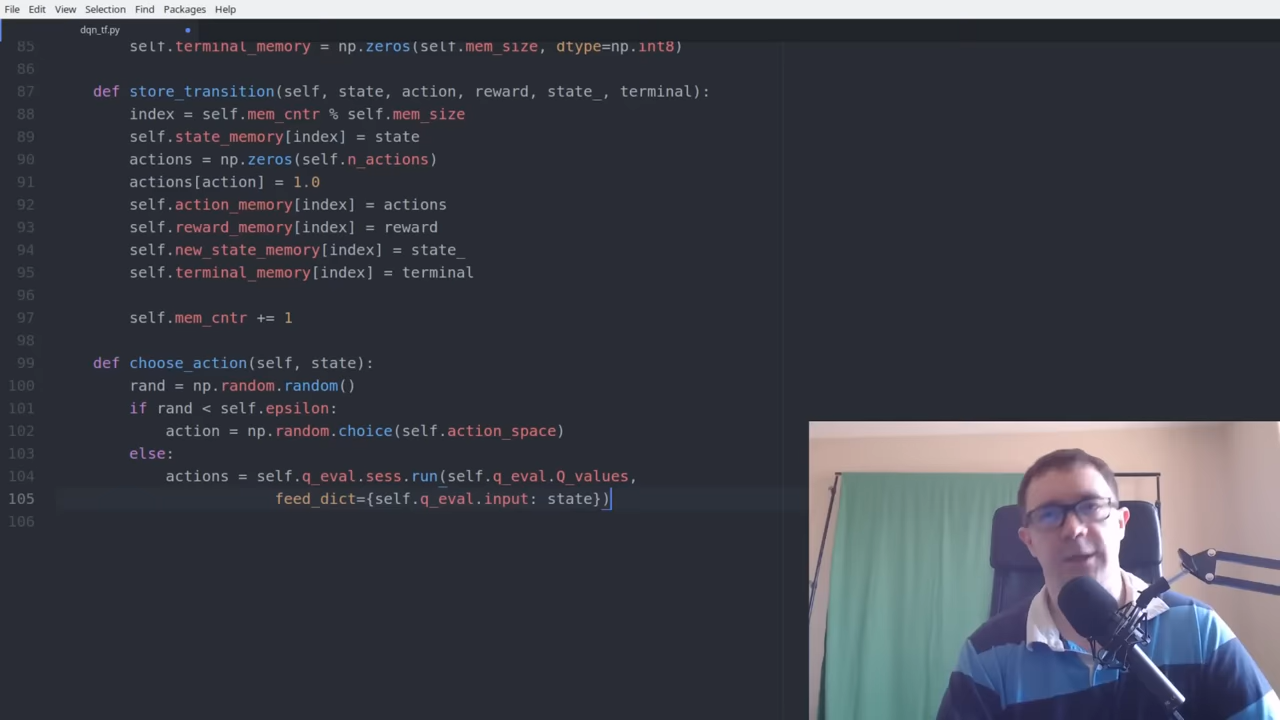 File Edit View Selection Find Packages Help
dqn_tf.py
85 self.terminal_memory = np.zeros(self.mem_size, dtype=np.int8)
86
87 def store_transition(self, state, action, reward, state_, terminal):
88 index = self.mem_cntr % self.mem_size
89 self.state_memory[index] = state
90 actions = np.zeros(self.n_actions)
91 actions[action] = 1.0
92 self.action_memory[index] = actions
93 self.reward_memory[index] = reward
94 self.new_state_memory[index] = state_
95 self.terminal_memory[index] = terminal
96
97 self.mem_cntr += 1
98
99 def choose_action(self, state):
100 rand = np.random.random()
101 if rand < self.epsilon:
102 action = np.random.choice(self.action_space)
103 else:
104 actions = self.q_eval.sess.run(self.q_eval.Q_values,
105 feed_dict={self.q_eval.input: state})
106